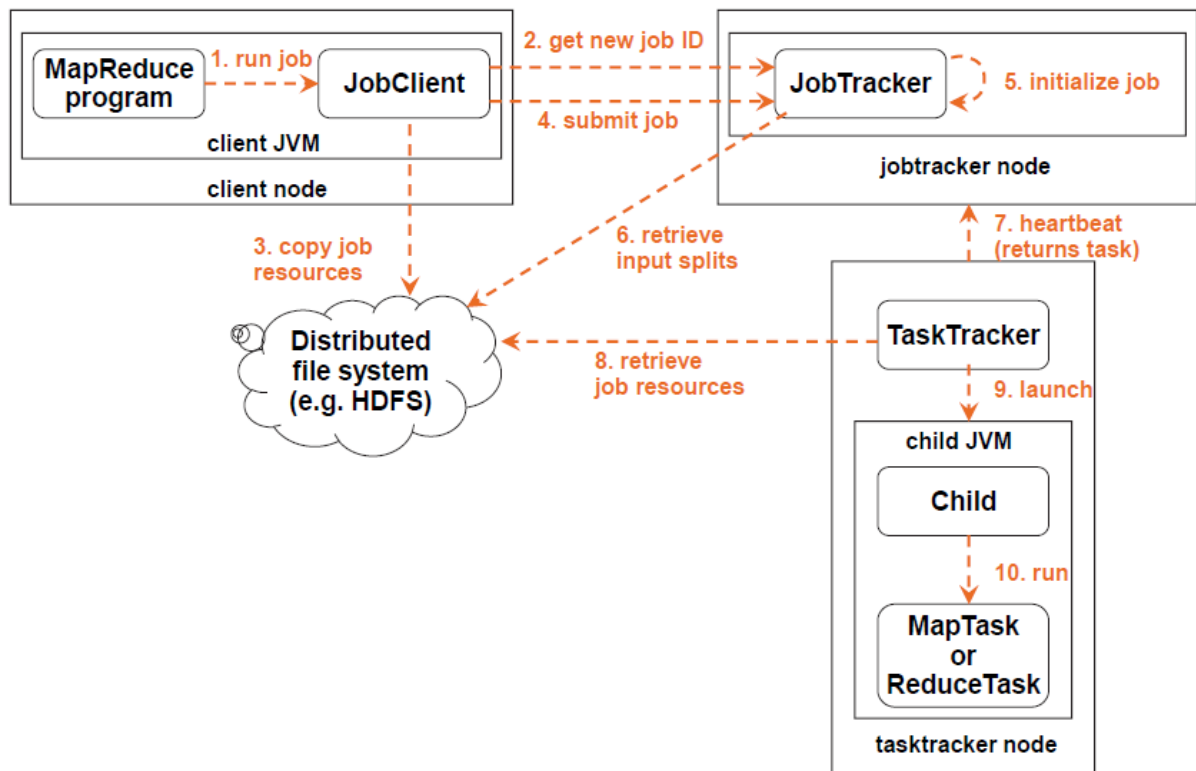 MapReduce
program
1. run job
JobClient
client JVM
client node
2. get new job ID
4. submit job
JobTracker
5. initialize job
jobtracker node
3. copy job
resources
6. retrieve
input splits
7. heartbeat
(returns task)
Distributed
file system
(e.g. HDFS)
8. retrieve
job resources
TaskTracker
9. launch
child JVM
Child
10. run
MapTask
or
ReduceTask
tasktracker node